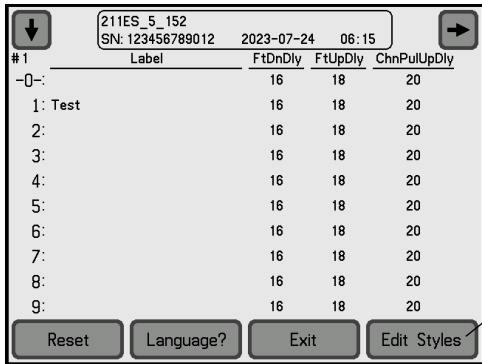 211ES_5_152
SN: 123456789012 2023-07-24 06:15
#1 Label FtDnDly FtUpDly ChnPulUpDly
-0-: 16 18 20
1: Test 16 18 20
2: 16 18 20
3: 16 18 20
4: 16 18 20
5: 16 18 20
6: 16 18 20
7: 16 18 20
8: 16 18 20
9: 16 18 20
Reset Language? Exit Edit Styles